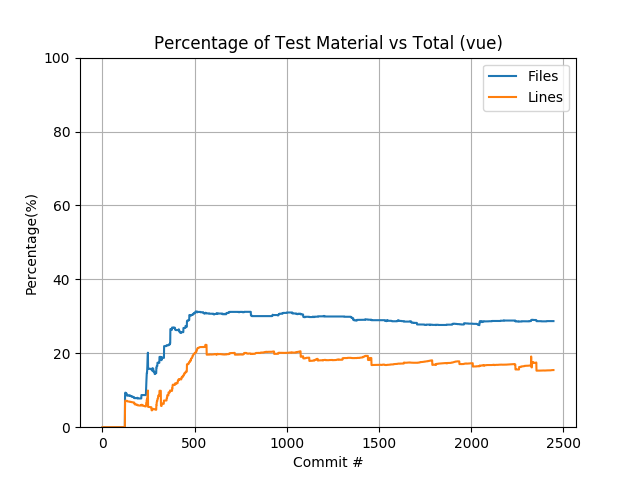 Percentage of Test Material vs Total (vue)
Files
Lines
100
80
60
40
20
0
Percentage(%)
0
500
1000
1500
2000
2500
Commit #